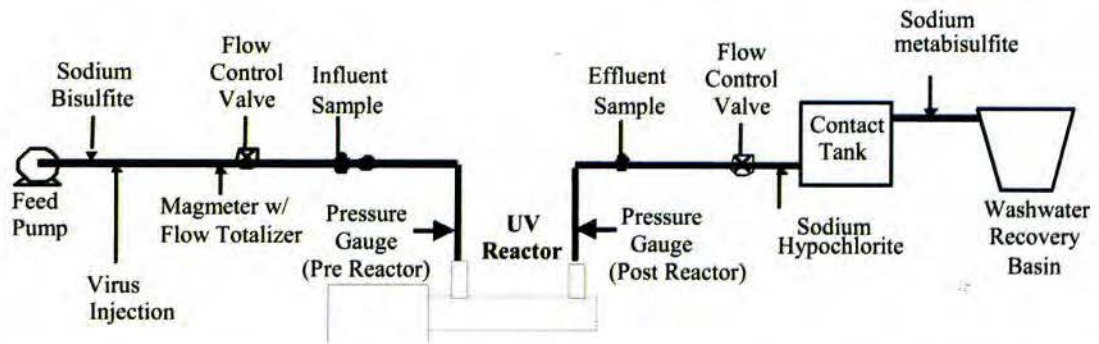 Sodium
Bisulfite
Flow
Control
Valve
Influent
Sample
Effluent
Sample
Flow
Control
Valve
Sodium
metabisulfite
Contact
Tank
Feed
Pump
Magmeter w/
Flow Totalizer
Virus
Injection
Pressure
Gauge
(Pre Reactor)
UV
Reactor
Pressure
Gauge
(Post Reactor)
Sodium
Hypochlorite
Washwater
Recovery
Basin